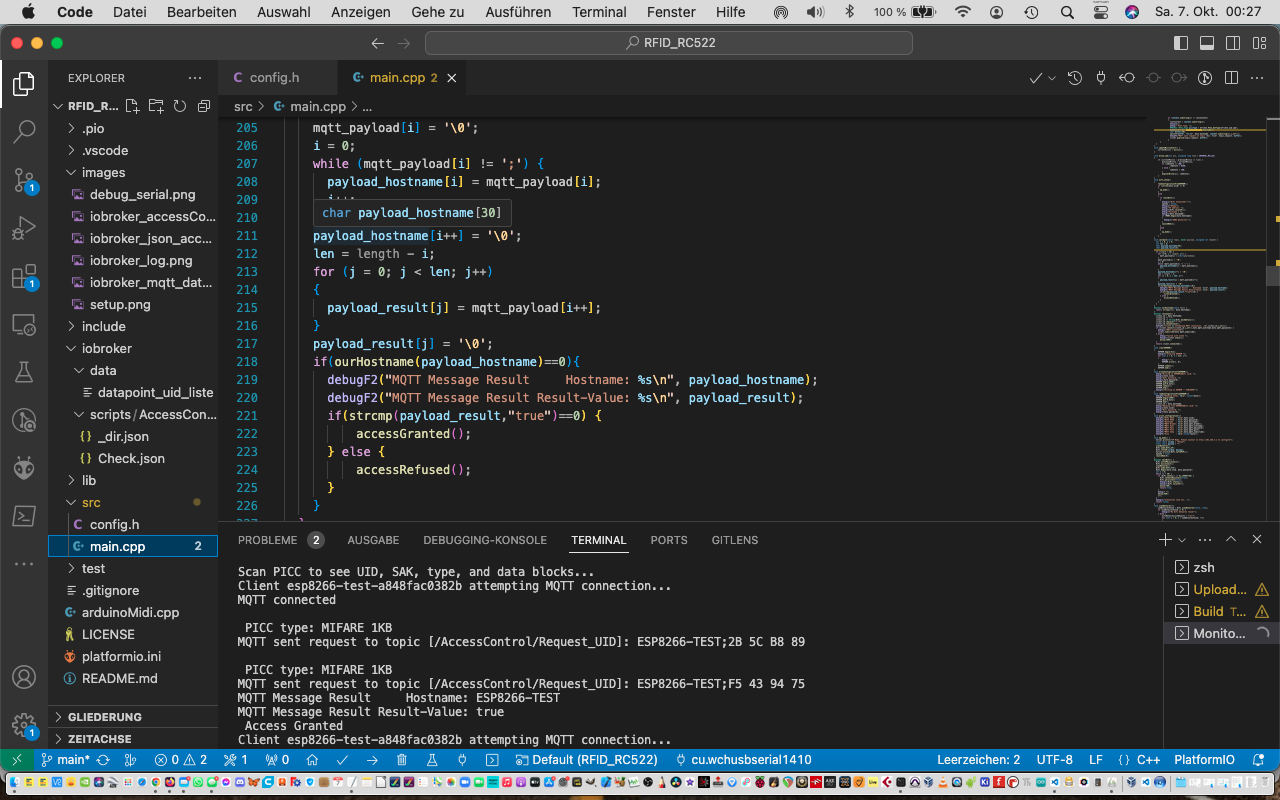 Code Datei Bearbeiten Auswahl Anzeigen Gehe zu Ausführen Terminal Fenster Hilfe 100 % Sa. 7. Okt. 00:27
RFID_RC522
EXPLORER
RFID_R...
.pio
.vscode
images
debug_serial.png
iobroker_accessCo...
iobroker_json_acc...
iobroker_log.png
iobroker_mqtt_dat...
setup.png
include
iobroker
data
datapoint_uid_liste
scripts/AccessCon...
_dir.json
Check.json
lib
src
config.h
main.cpp 2
test
.gitignore
arduinoMidi.cpp
LICENSE
platformio.ini
README.md
GLIEDERUNG
ZEITACHSE
1
1
1
config.h
main.cpp 2
src > main.cpp > ...
205 mqtt_payload[i] = '\0';
206 i = 0;
207 while (mqtt_payload[i] != ';') {
208 payload_hostname[i] = mqtt_payload[i];
209
char payload_hostname[30]
210
211 payload_hostname[i++] = '\0';
212 len = length - i;
213 for (j = 0; j < len; j++)
214 {
215 payload_result[j] = mqtt_payload[i++];
216 }
217 payload_result[j] = '\0';
218 if(ourHostname(payload_hostname)==0){
219 debugF2("MQTT Message Result     Hostname: %s\n", payload_hostname);
220 debugF2("MQTT Message Result Result-Value: %s\n", payload_result);
221 if(strcmp(payload_result,"true")==0) {
222 accessGranted();
223 } else {
224 accessRefused();
225 }
226 }
PROBLEME 2 AUSGABE DEBUGGING-KONSOLE TERMINAL PORTS GITLENS
Scan PICC to see UID, SAK, type, and data blocks...
Client esp8266-test-a848fac0382b attempting MQTT connection...
MQTT connected
PICC type: MIFARE 1KB
MQTT sent request to topic [/AccessControl/Request_UID]: ESP8266-TEST;2B 5C B8 89
PICC type: MIFARE 1KB
MQTT sent request to topic [/AccessControl/Request_UID]: ESP8266-TEST;F5 43 94 75
MQTT Message Result     Hostname: ESP8266-TEST
MQTT Message Result Result-Value: true
Access Granted
Client esp8266-test-a848fac0382b attempting MQTT connection...
zsh
Upload...
Build T...
Monito...
main* 0 2 1 0 Default (RFID_RC522) cu.wchusbserial1410 Leerzeichen: 2 UTF-8 LF {} C++ PlatformIO